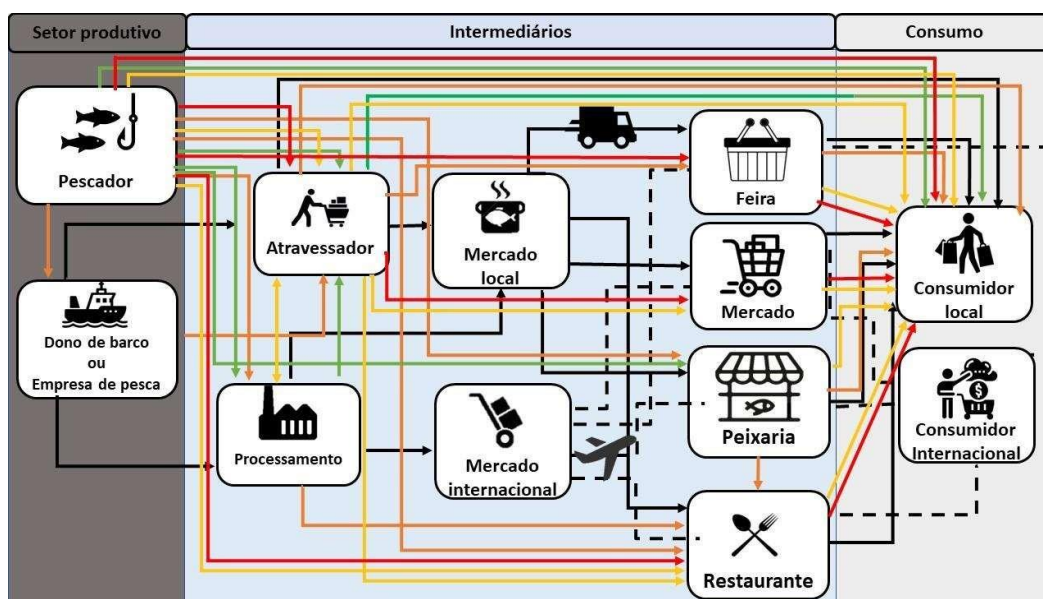 Setor produtivo
Intermediários
Consumo
Pescador
Atravessador
Mercado
local
Feira
Mercado
Consumidor
local
Dono de barco
ou
Empresa de pesca
Processamento
Mercado
internacional
Peixaria
Consumidor
Internacional
Restaurante